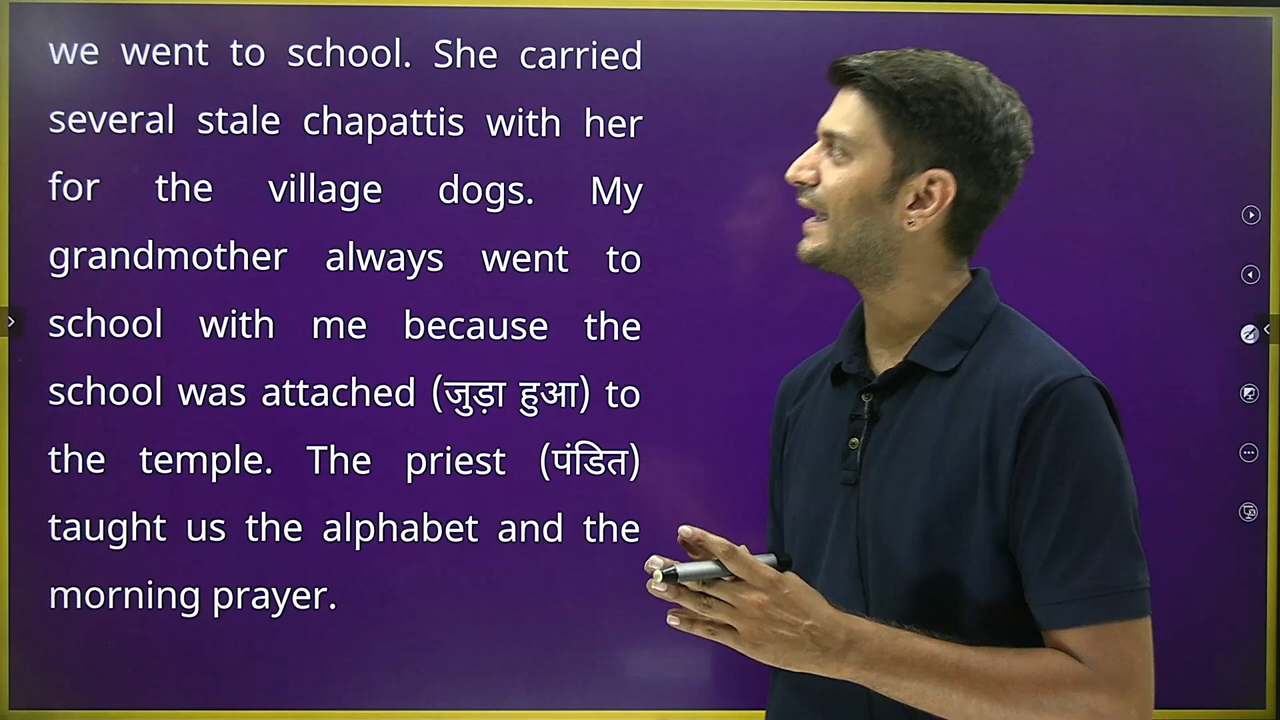 we went to school. She carried
several stale chapattis with her
for the village dogs. My
grandmother always went to
school with me because the
school was attached (जुड़ा हुआ) to
the temple. The priest (पंडित)
taught us the alphabet and the
morning prayer.